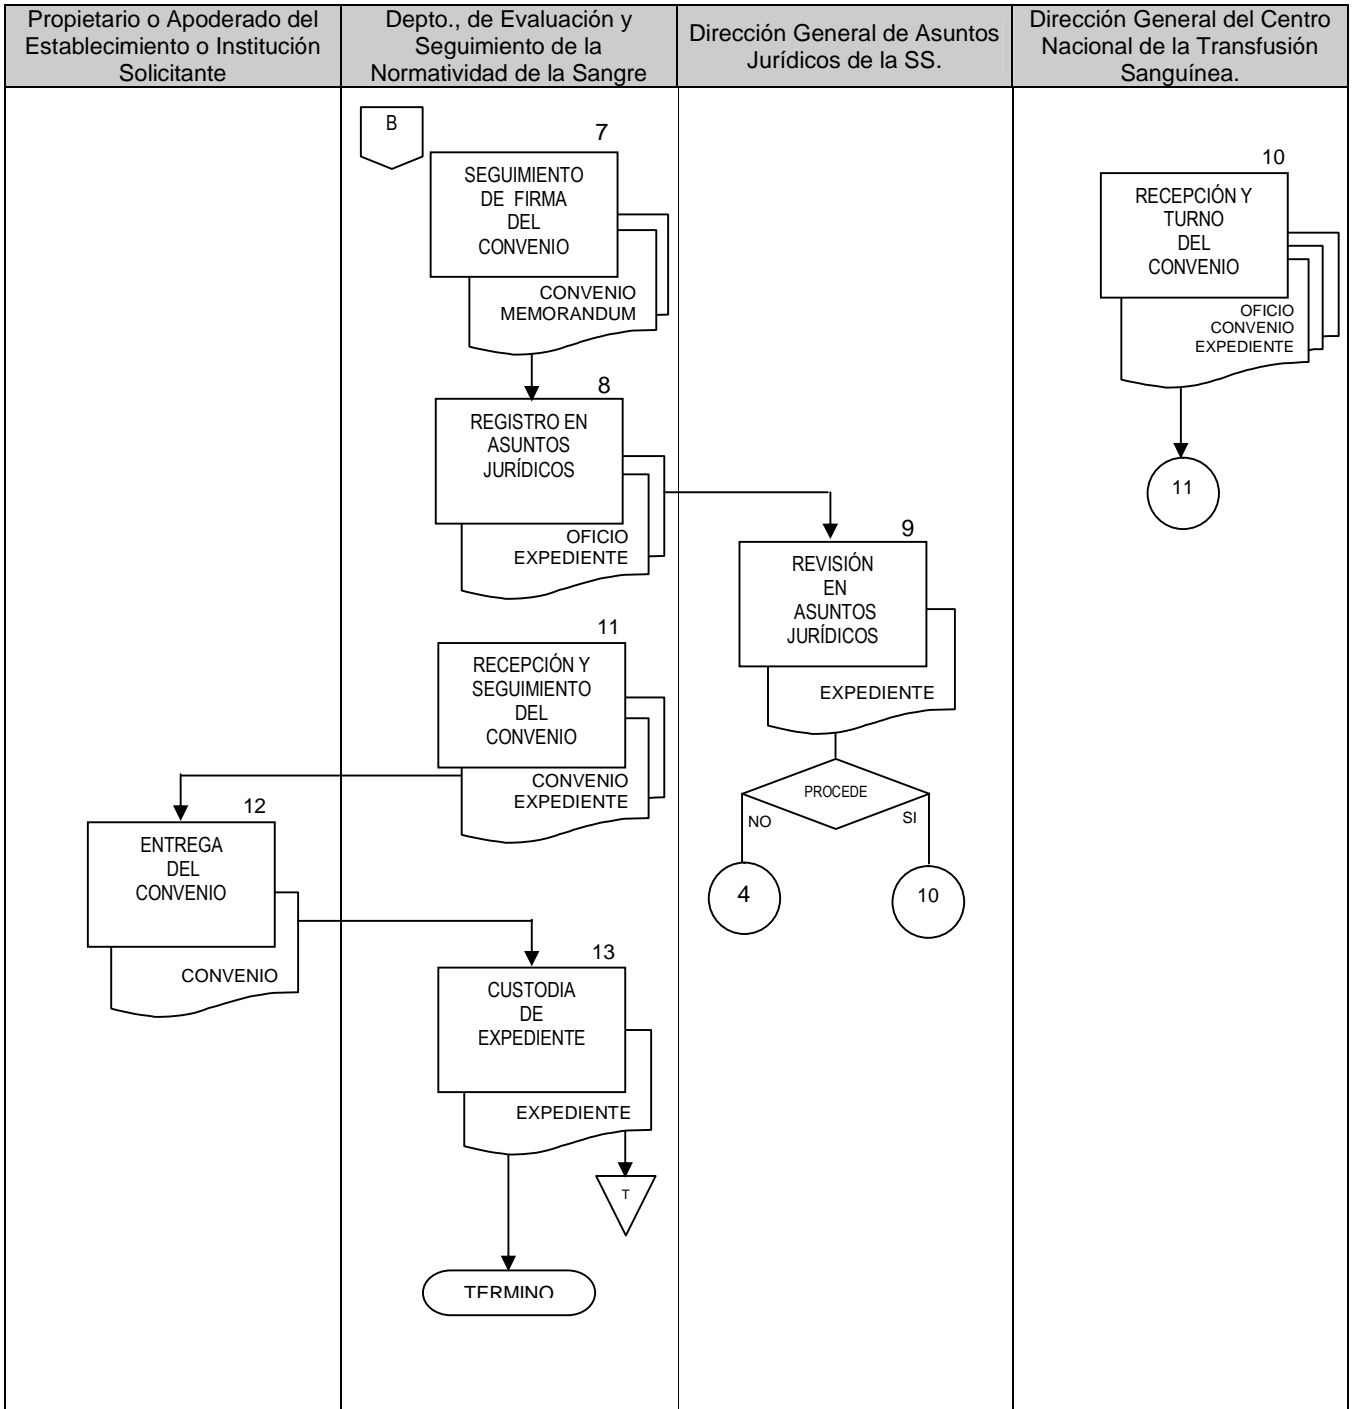 Propietario o Apoderado del
Establecimiento o Institución
Solicitante
Depto., de Evaluación y
Seguimiento de la
Normatividad de la Sangre
Dirección General de Asuntos
Jurídicos de la SS.
Dirección General del Centro
Nacional de la Transfusión
Sanguínea.
B
7
SEGUIMIENTO
DE FIRMA
DEL
CONVENIO
CONVENIO
MEMORANDUM
10
RECEPCIÓN Y
TURNO
DEL
CONVENIO
OFICIO
CONVENIO
EXPEDIENTE
11
8
REGISTRO EN
ASUNTOS
JURÍDICOS
OFICIO
EXPEDIENTE
9
REVISIÓN
EN
ASUNTOS
JURÍDICOS
EXPEDIENTE
PROCEDE
NO
SI
4
10
11
RECEPCIÓN Y
SEGUIMIENTO
DEL
CONVENIO
CONVENIO
EXPEDIENTE
12
ENTREGA
DEL
CONVENIO
CONVENIO
13
CUSTODIA
DE
EXPEDIENTE
EXPEDIENTE
T
TERMINO